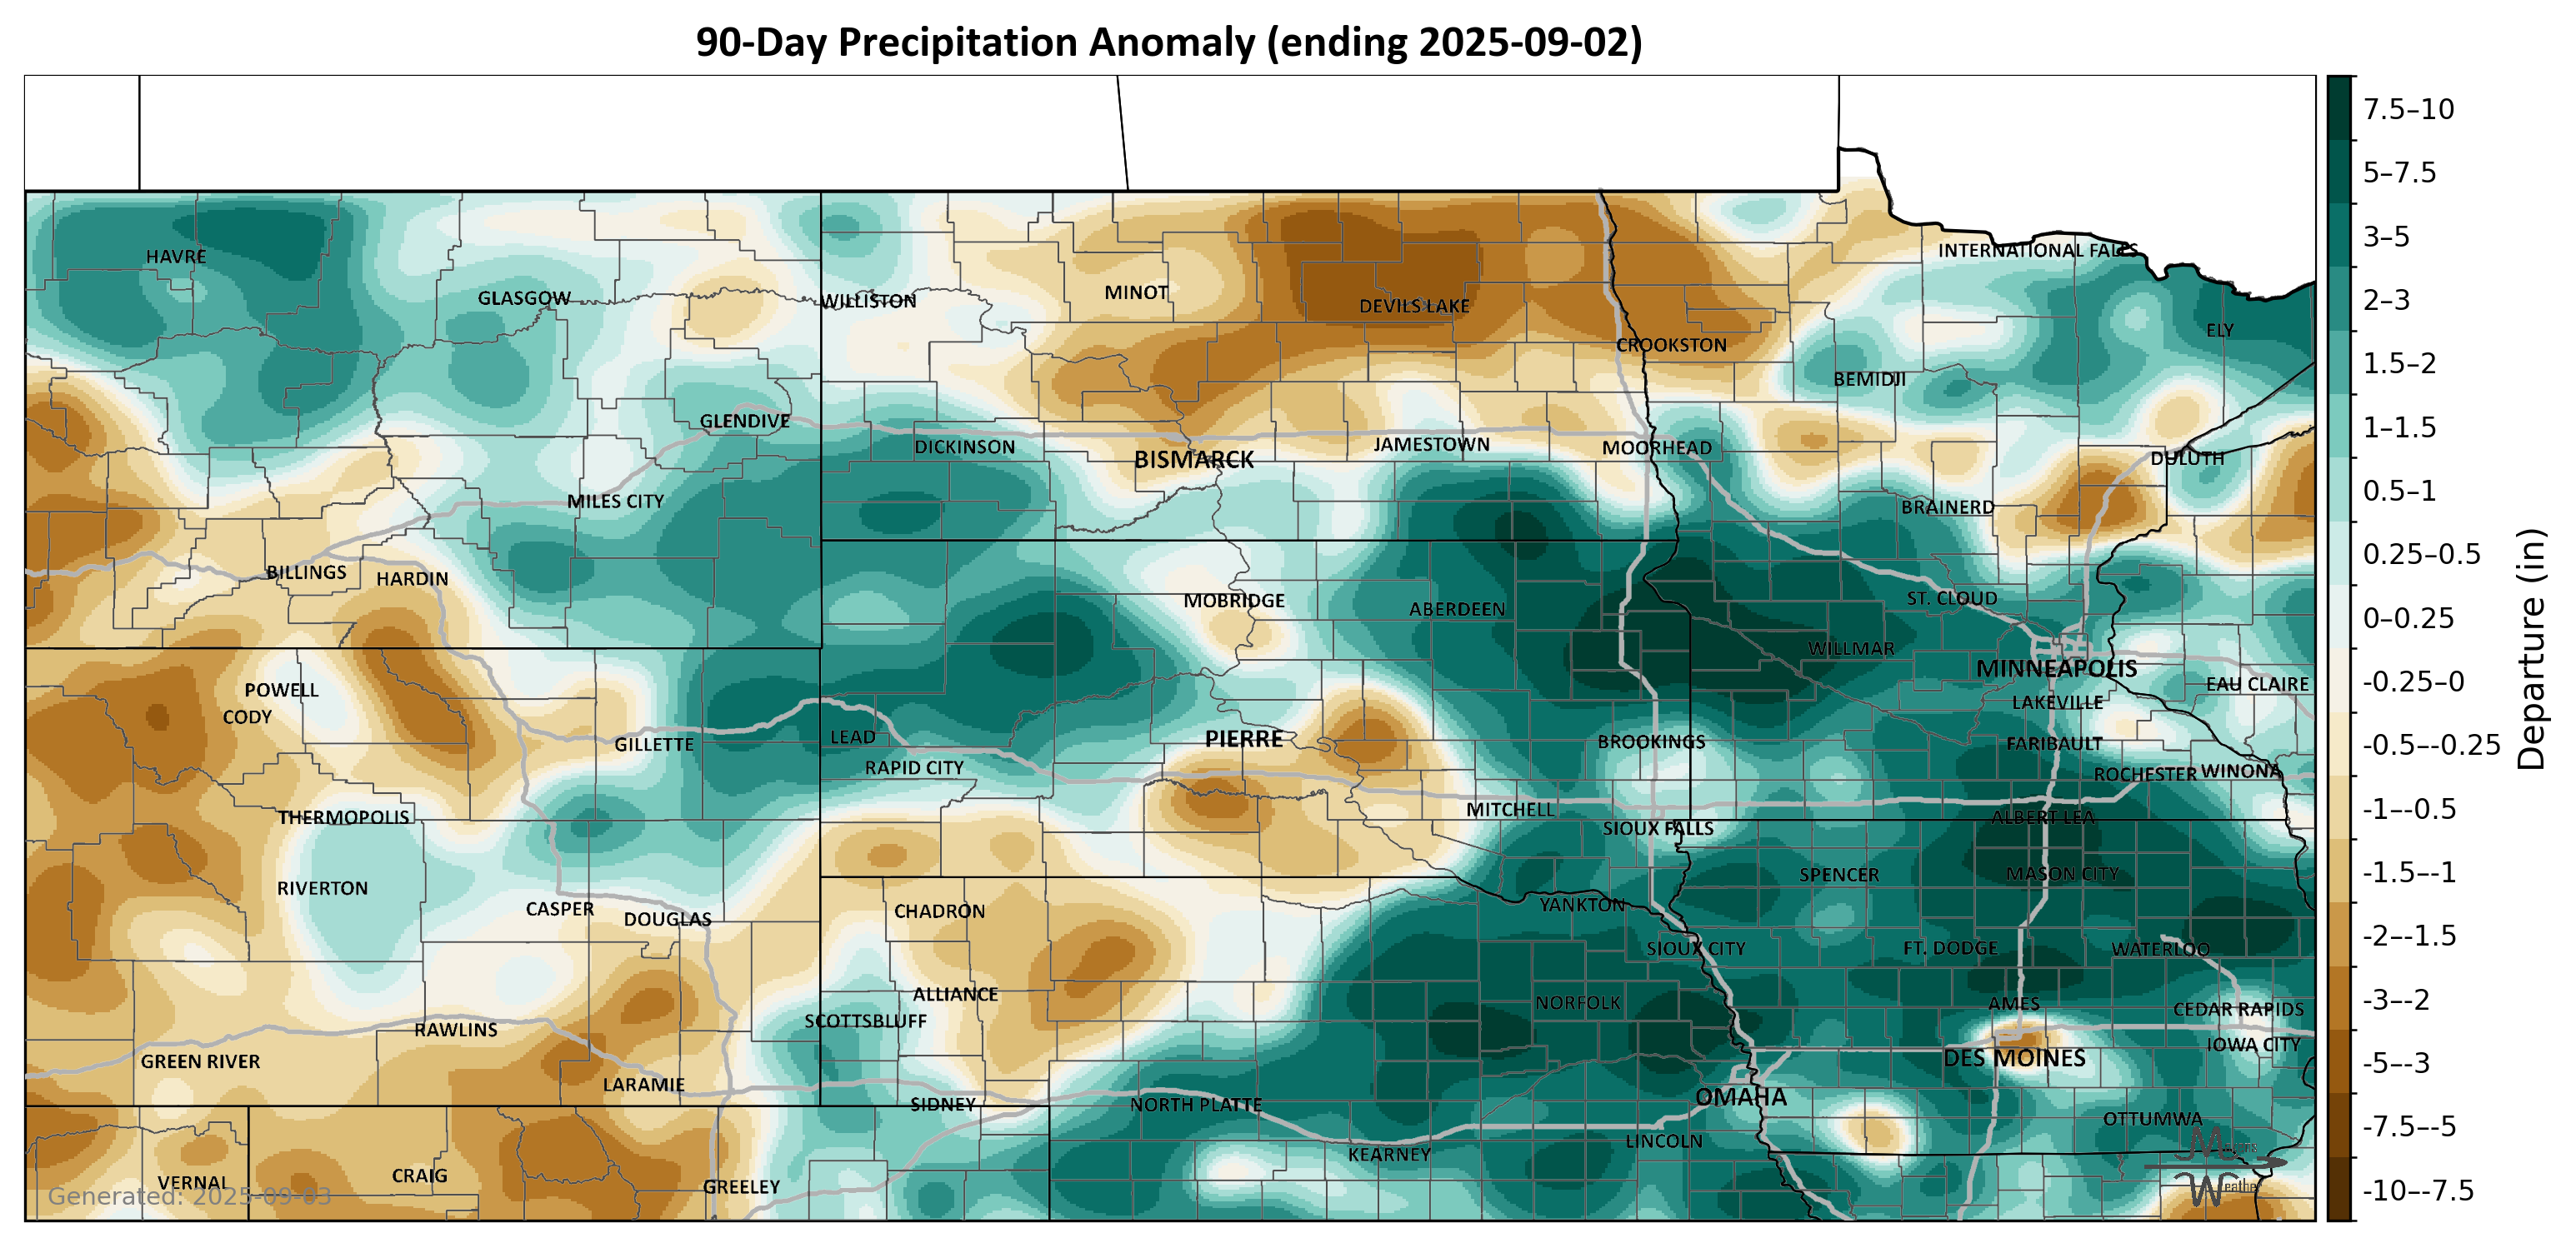 90-Day Precipitation Anomaly (ending 2025-09-02)
HAVRE
GLASGOW
WILLISTON
MINOT
DEVILS LAKE
INTERNATIONAL FALLS
ELY
CROOKSTON
BEMIDJI
GLENDIVE
DICKINSON
BISMARCK
JAMESTOWN
MOORHEAD
DULUTH
MILES CITY
BRAINERD
BILLINGS
HARDIN
MOBRIDGE
ABERDEEN
ST. CLOUD
WILLMAR
MINNEAPOLIS
POWELL
CODY
EAU CLAIRE
LAKEVILLE
GILLETTE
LEAD
PIERRE
BROOKINGS
FARIBAULT
RAPID CITY
ROCHESTER
WINONA
THERMOPOLIS
MITCHELL
SIOUX FALLS
ALBERT LEA
RIVERTON
SPENCER
MASON CITY
CASPER
DOUGLAS
CHADRON
YANKTON
SIOUX CITY
FT. DODGE
WATERLOO
ALLIANCE
NORFOLK
AMES
CEDAR RAPIDS
SCOTTSBLUFF
RAWLINS
GREEN RIVER
DES MOINES
IOWA CITY
LARAMIE
SIDNEY
NORTH PLATTE
OMAHA
OTTUMWA
LINCOLN
KEARNEY
VERNAL
CRAIG
GREELEY
Generated: 2025-09-03
7.5–10
5–7.5
3–5
2–3
1.5–2
1–1.5
0.5–1
0.25–0.5
0–0.25
-0.25–0
-0.5–-0.25
-1–-0.5
-1.5–-1
-2–-1.5
-3–-2
-5–-3
-7.5–-5
-10–-7.5
Departure (in)